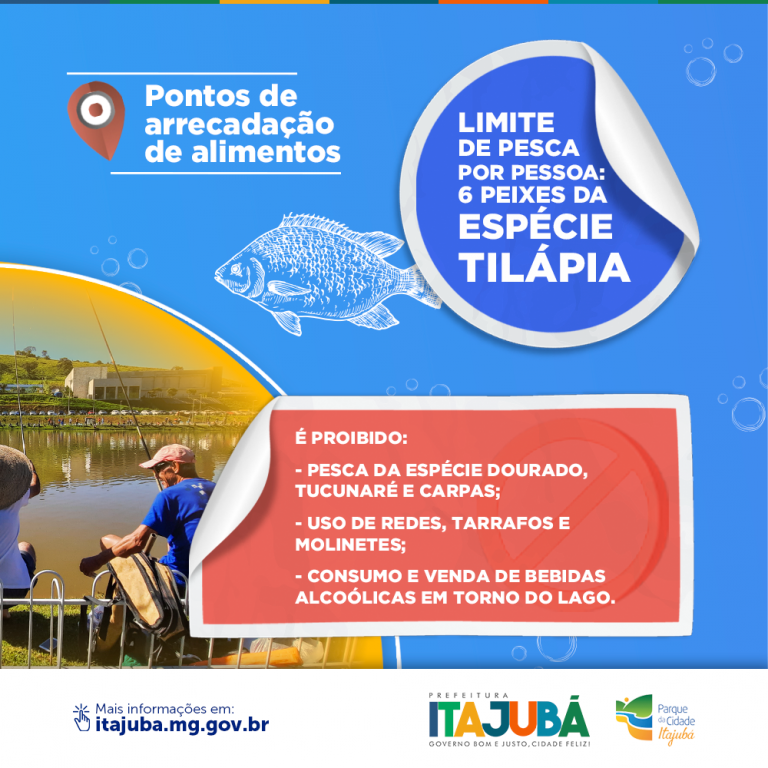 Pontos de
arrecadação
de alimentos
LIMITE
DE PESCA
POR PESSOA:
6 PEIXES DA
ESPÉCIE
TILÁPIA
É PROIBIDO:
- PESCA DA ESPÉCIE DOURADO,
TUCUNARÉ E CARPAS;
- USO DE REDES, TARRAFOS E
MOLINETES;
- CONSUMO E VENDA DE BEBIDAS
ALCOÓLICAS EM TORNO DO LAGO.
Mais informações em:
itajuba.mg.gov.br
PREFEITURA
ITAJUBÁ
GOVERNO BOM E JUSTO, CIDADE FELIZ!
Parque
da Cidade
Itajubá